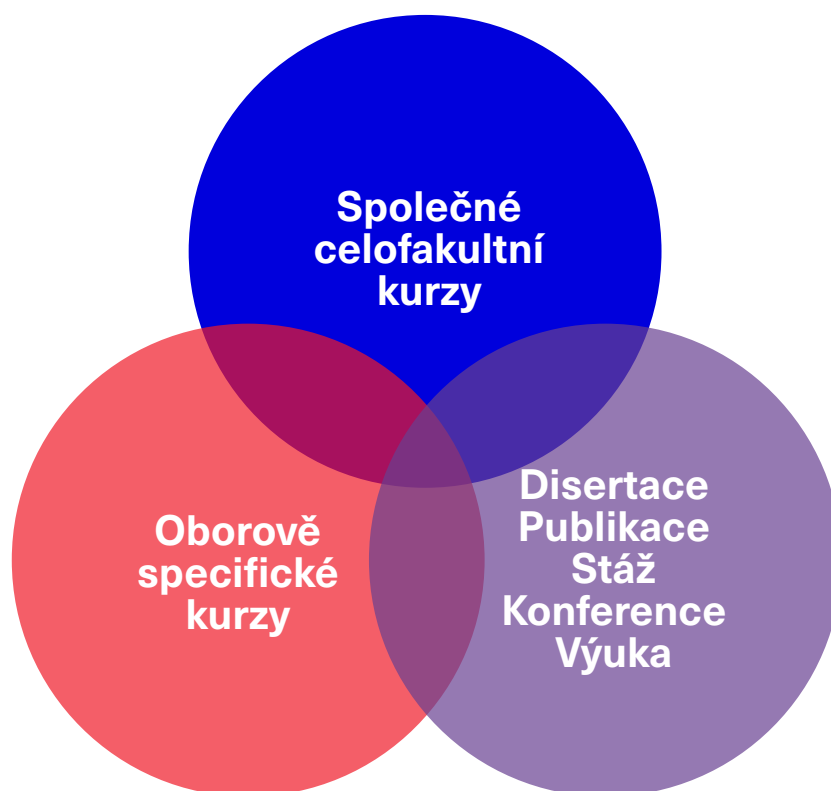 Společné
celofakultní
kurzy
Oborově
specifické
kurzy
Disertace
Publikace
Stáž
Konference
Výuka